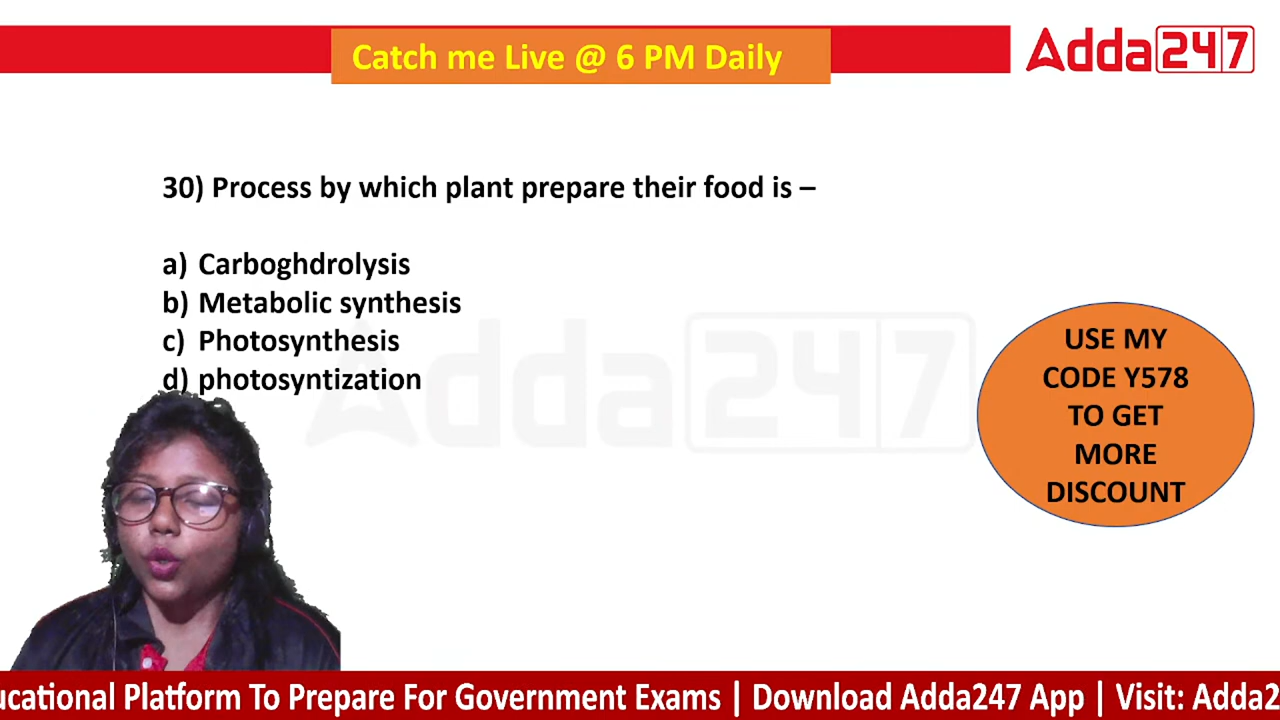 Catch me Live @ 6 PM Daily
Adda247
30) Process by which plant prepare their food is –
a) Carboghdrolysis
b) Metabolic synthesis
c) Photosynthesis
d) photosyntization
Adda247
USE MY
CODE Y578
TO GET
MORE
DISCOUNT
ucational Platform To Prepare For Government Exams | Download Adda247 App | Visit: Adda2